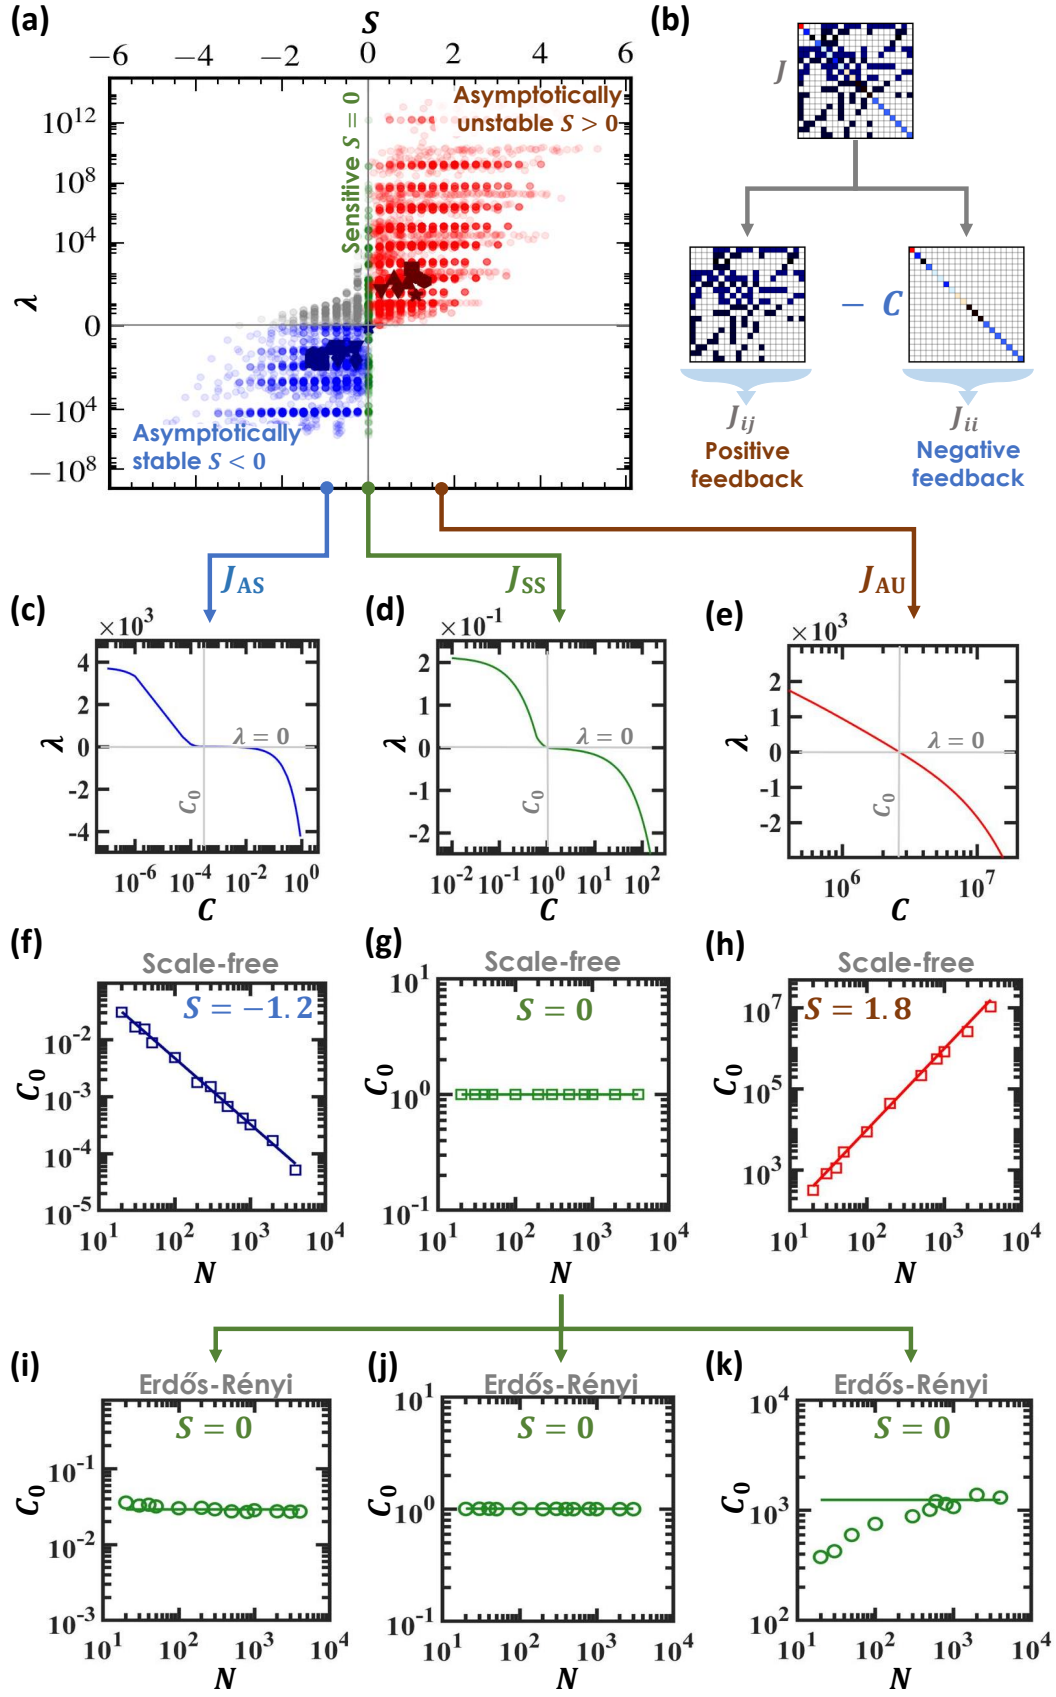 (a)
S
−6 −4 −2 0 2 4 6
Asymptotically
unstable S > 0
Sensitive S = 0
10^12
10^8
10^4
0
−10^4
−10^8
λ
Asymptotically
stable S < 0
(b)
J
− C
J_ij
J_ii
Positive
feedback
Negative
feedback
J_AS
J_SS
J_AU
(c)
×10^3
4
2
0
-2
-4
λ
λ = 0
C_0
10^-6 10^-4 10^-2 10^0
C
(d)
×10^-1
2
1
0
-1
-2
λ
λ = 0
C_0
10^-2 10^-1 10^0 10^1 10^2
C
(e)
×10^3
2
1
0
-1
-2
λ
λ = 0
C_0
10^6 10^7
C
(f)
Scale-free
S = −1.2
10^-2
10^-3
10^-4
10^-5
C_0
10^1 10^2 10^3 10^4
N
(g)
Scale-free
S = 0
10^1
10^0
10^-1
C_0
10^1 10^2 10^3 10^4
N
(h)
Scale-free
S = 1.8
10^7
10^5
10^3
C_0
10^1 10^2 10^3 10^4
N
(i)
Erdős-Rényi
S = 0
10^-1
10^-2
10^-3
C_0
10^1 10^2 10^3 10^4
N
(j)
Erdős-Rényi
S = 0
10^1
10^0
10^-1
C_0
10^1 10^2 10^3 10^4
N
(k)
Erdős-Rényi
S = 0
10^4
10^3
10^2
C_0
10^1 10^2 10^3 10^4
N